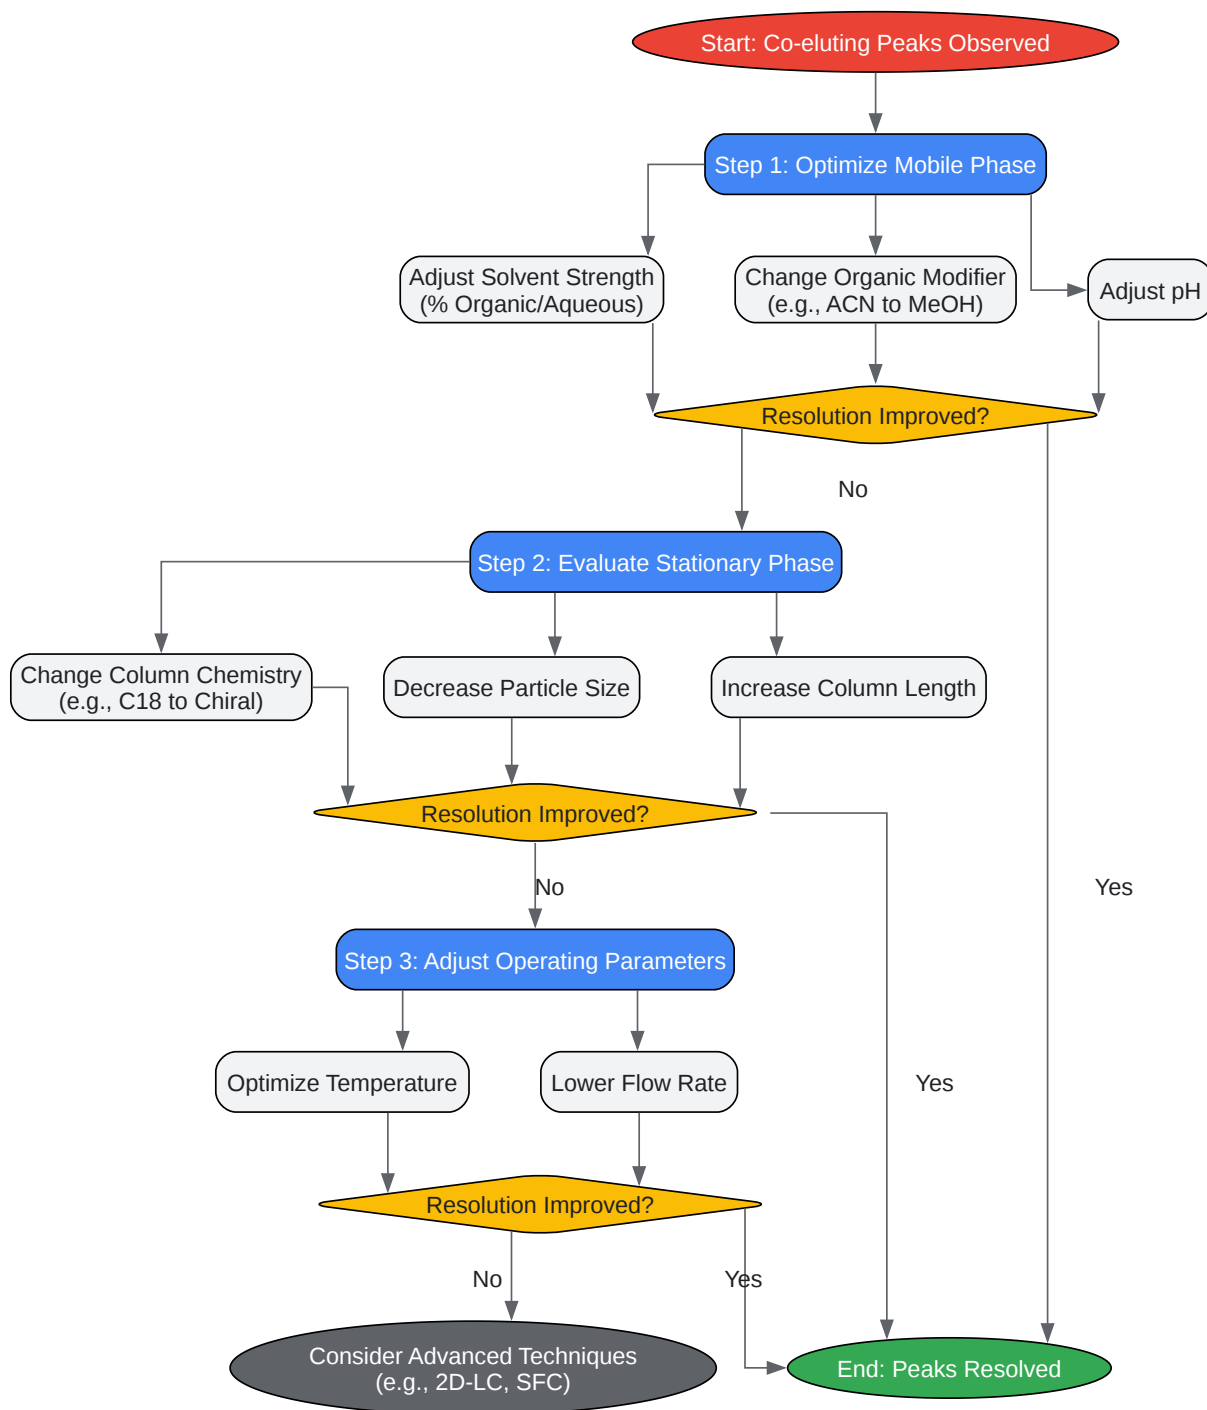 Start: Co-eluting Peaks Observed
Step 1: Optimize Mobile Phase
Adjust Solvent Strength
(% Organic/Aqueous)
Change Organic Modifier
(e.g., ACN to MeOH)
Adjust pH
Resolution Improved?
No
Step 2: Evaluate Stationary Phase
Change Column Chemistry
(e.g., C18 to Chiral)
Decrease Particle Size
Increase Column Length
Resolution Improved?
No
Yes
Step 3: Adjust Operating Parameters
Optimize Temperature
Lower Flow Rate
Yes
Resolution Improved?
No
Yes
Consider Advanced Techniques
(e.g., 2D-LC, SFC)
End: Peaks Resolved